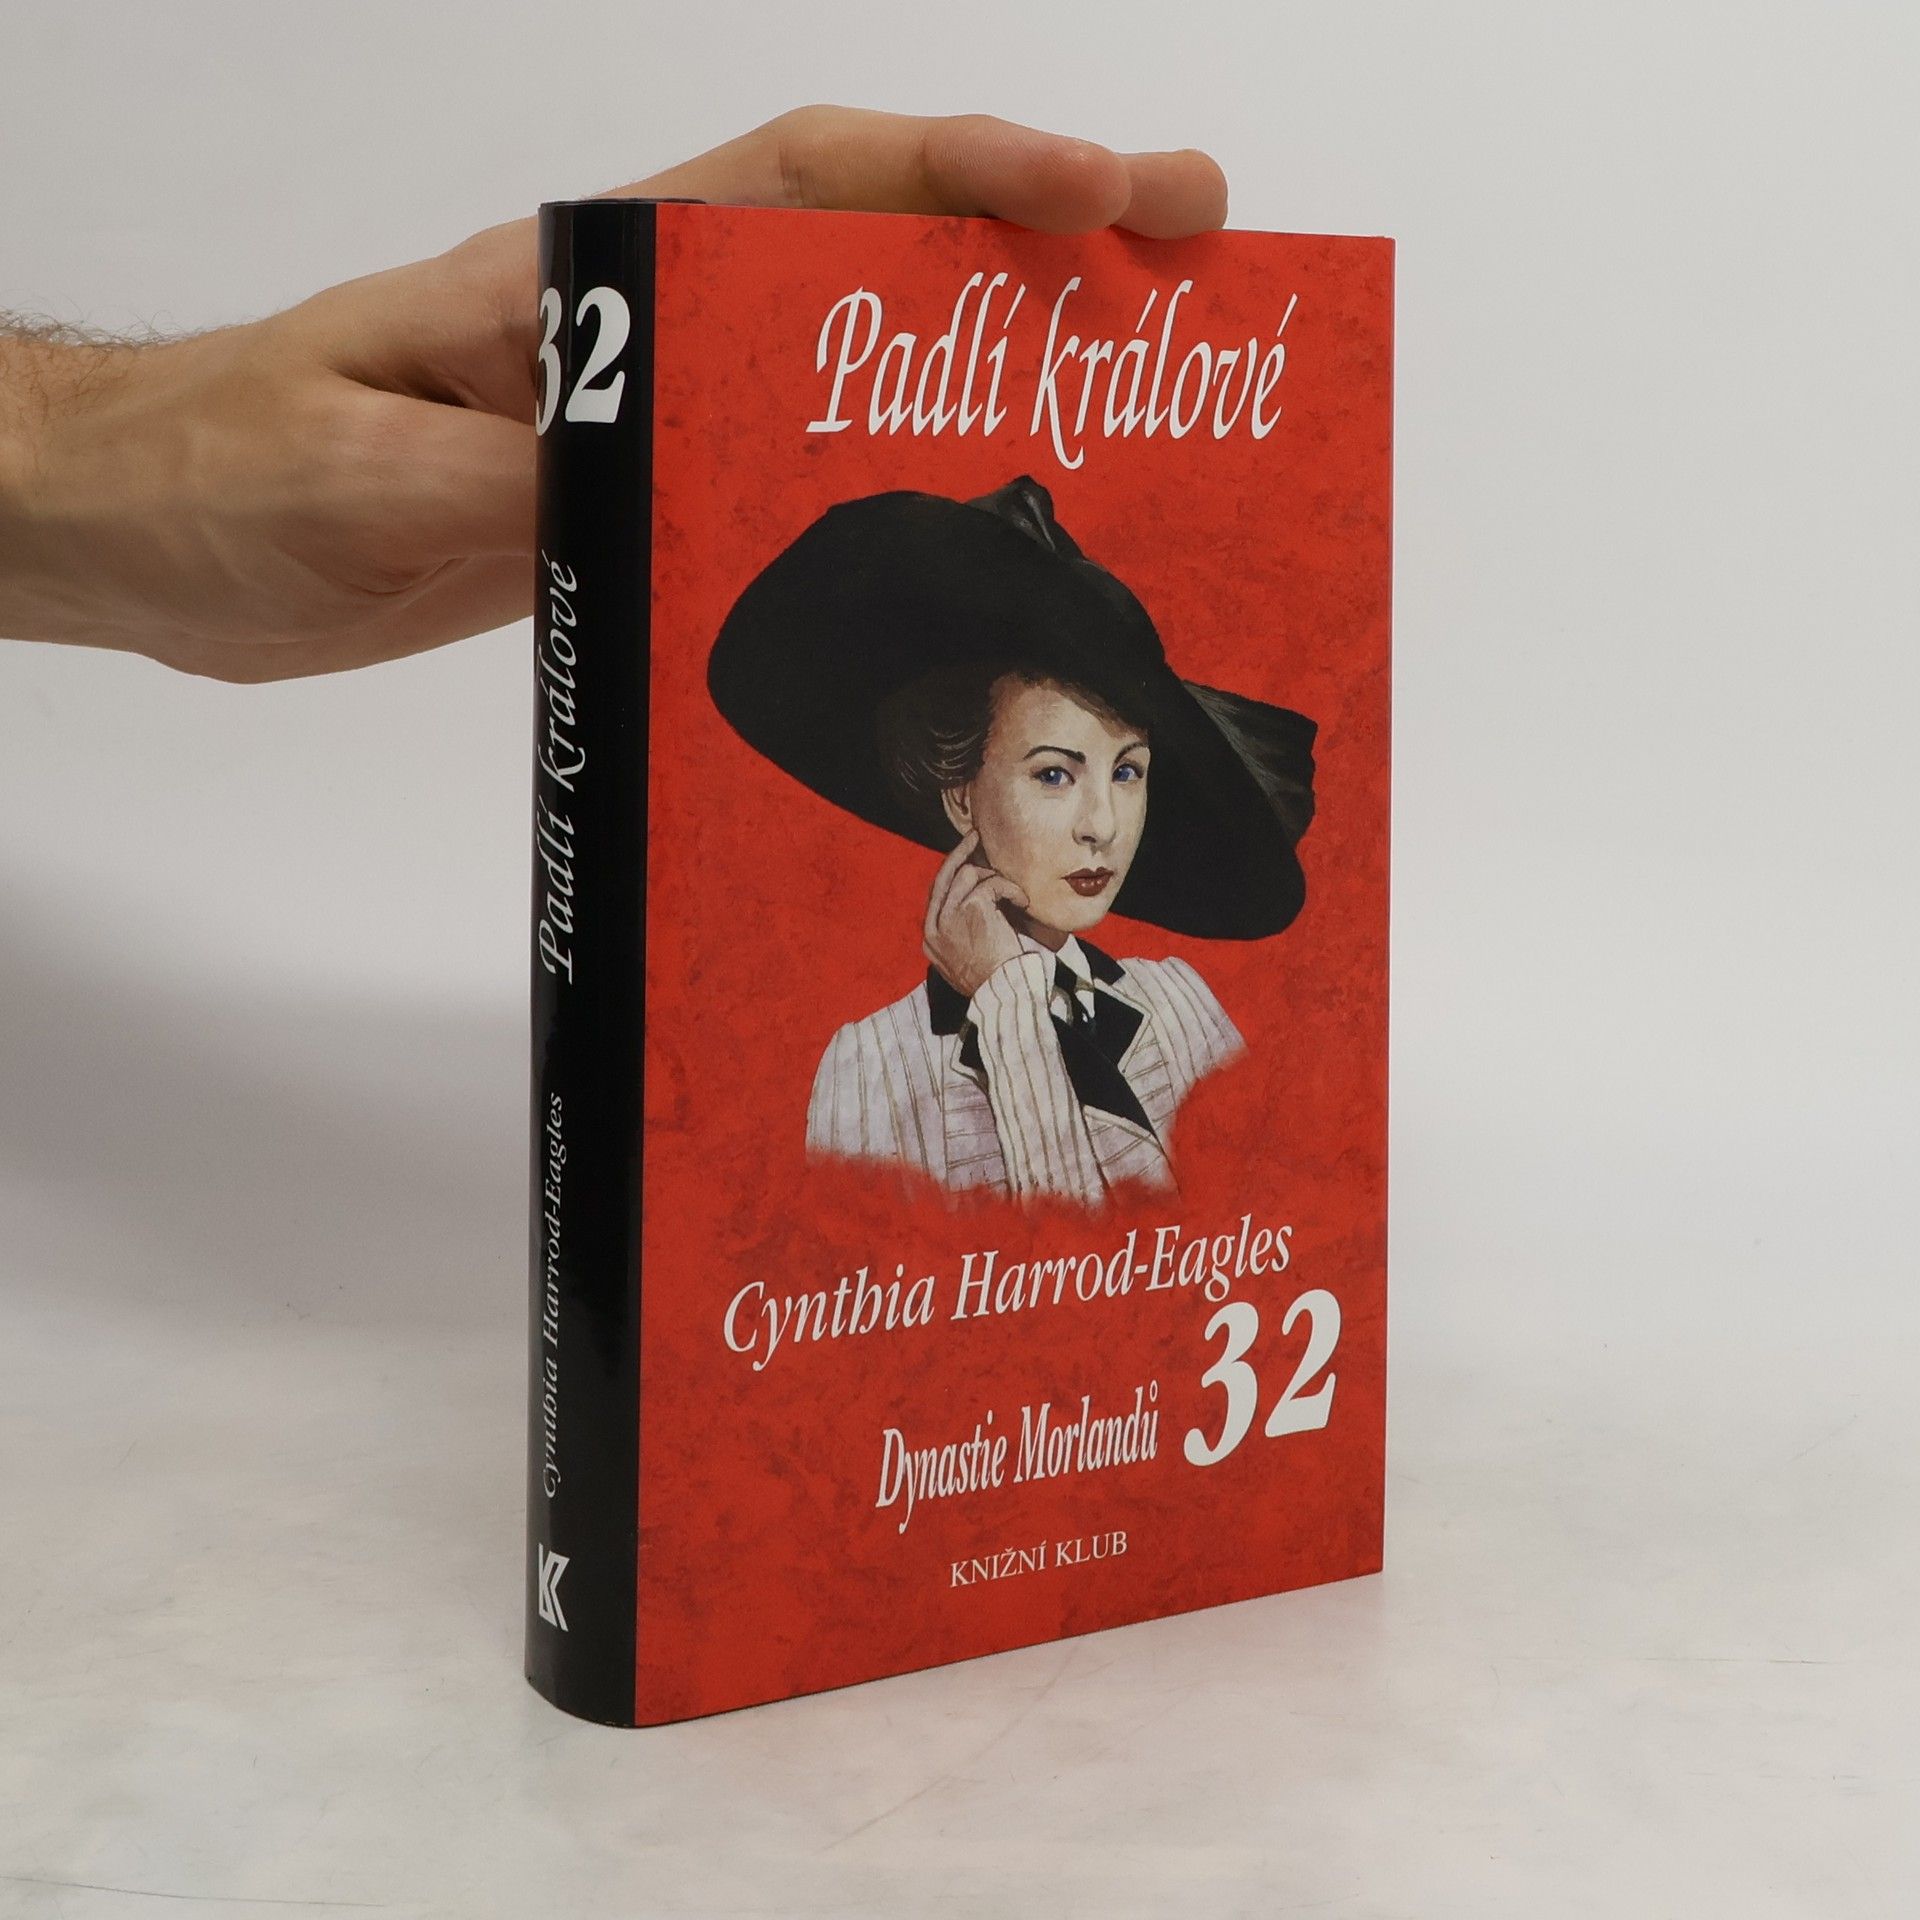 32
Padlí králové
Cynthia Harrod-Eagles
Padlí králové
Cynthia Harrod-Eagles
32
Dynastie Morlandů
KNIŽNÍ KLUB